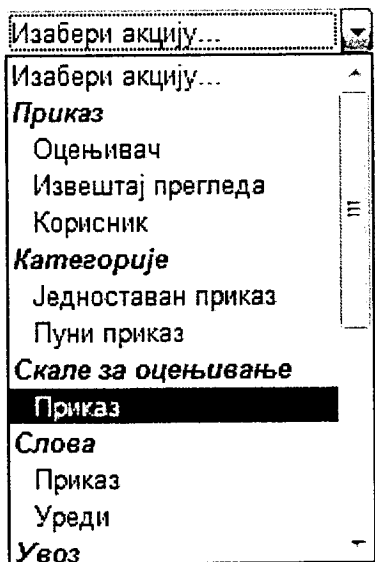 Изабери акцију...
Изабери акцију...
Приказ
Оцењивач
Извештај прегледа
Корисник
Категорије
Једноставан приказ
Пуни приказ
Скале за оцењивање
Приказ
Слова
Приказ
Уреди
Увоз